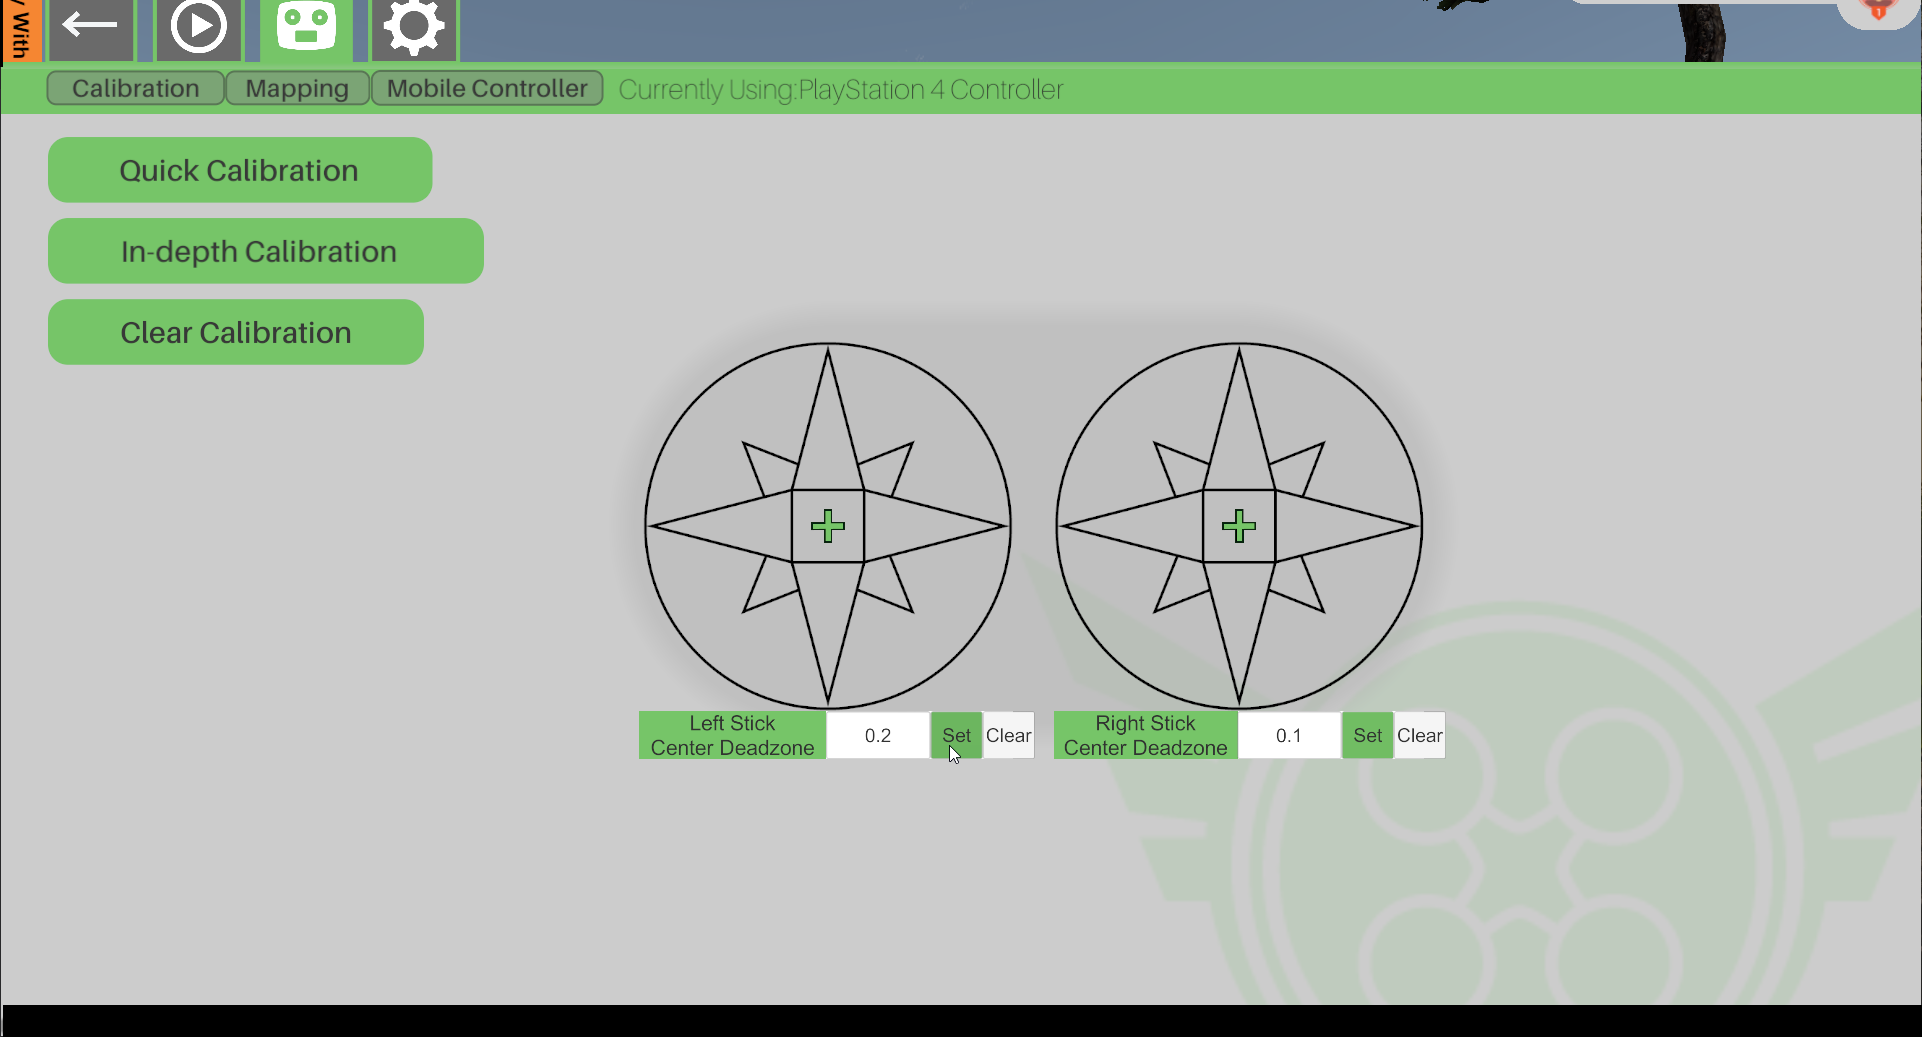 / With
Calibration Mapping Mobile Controller Currently Using:PlayStation 4 Controller
Quick Calibration
In-depth Calibration
Clear Calibration
Left Stick
Center Deadzone
0.2
Set
Clear
Right Stick
Center Deadzone
0.1
Set
Clear
1